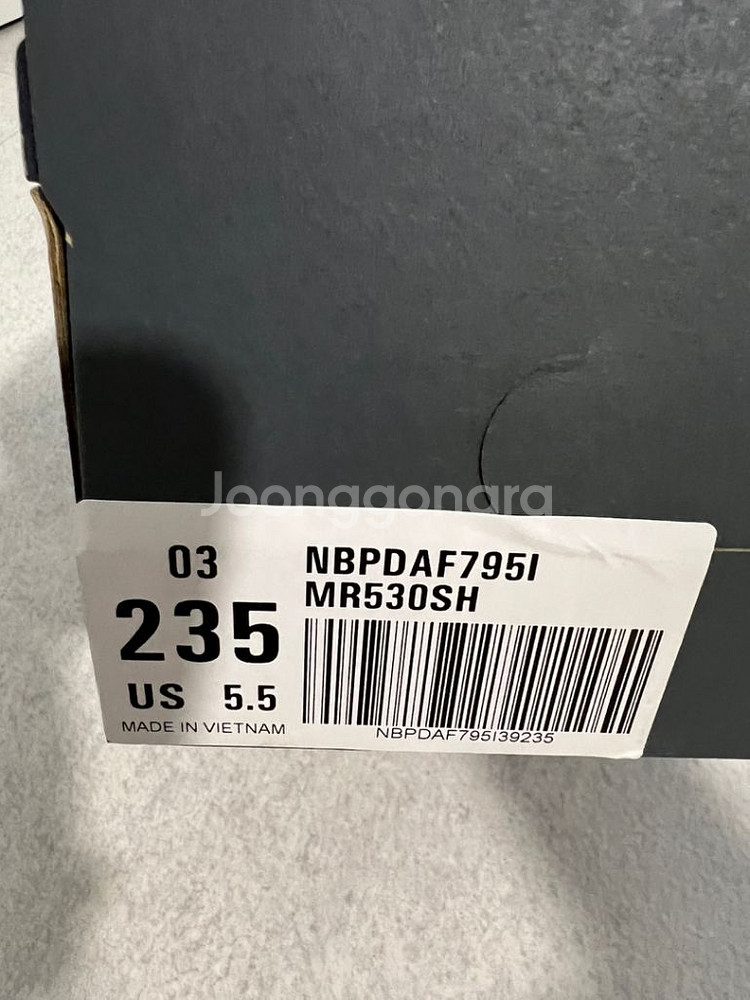 Joonggonara
03
235
US 5.5
MADE IN VIETNAM
NBPDAF795I
MR530SH
NBPDAF795I39235